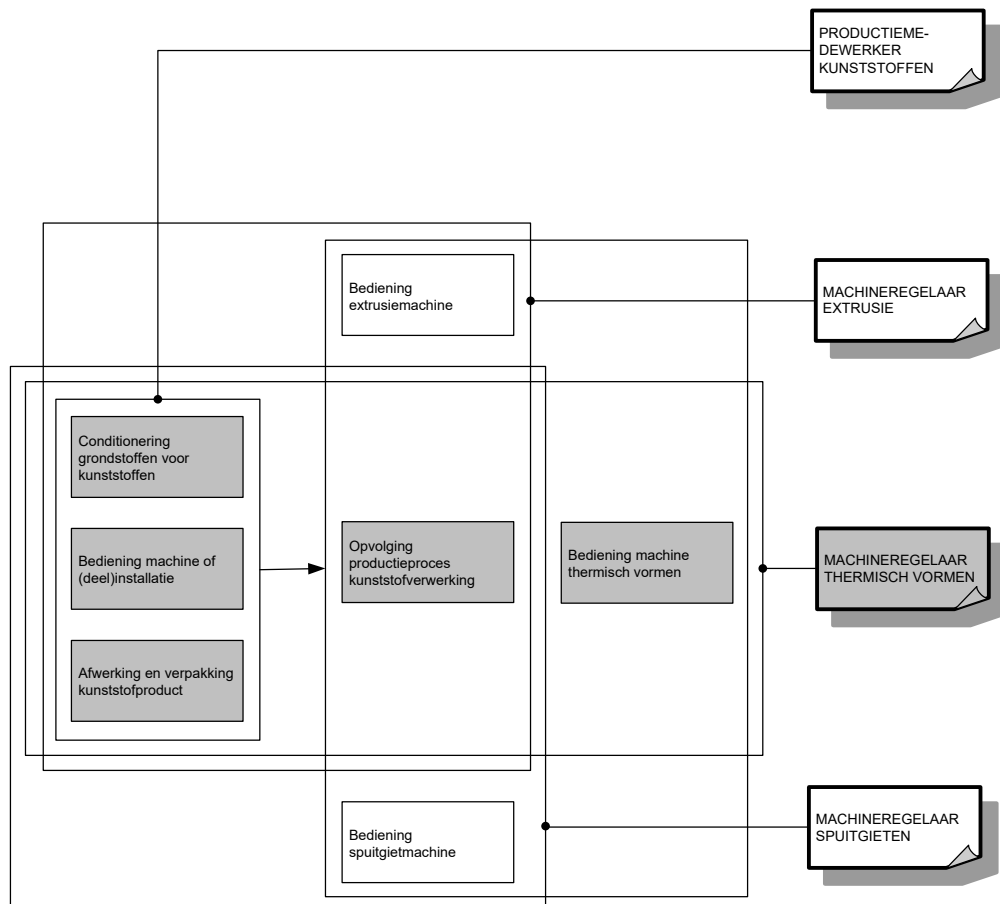 PRODUCTIEME-
DEWERKER
KUNSTSTOFFEN
Bediening
extrusiemachine
MACHINEREGELAAR
EXTRUSIE
Conditionering
grondstoffen voor
kunststoffen
Bediening machine of
(deel)installatie
Afwerking en verpakking
kunstofproduct
Opvolging
productieproces
kunststofverwerking
Bediening machine
thermisch vormen
MACHINEREGELAAR
THERMISCH VORMEN
Bediening
spuitgietmachine
MACHINEREGELAAR
SPUITGIETEN